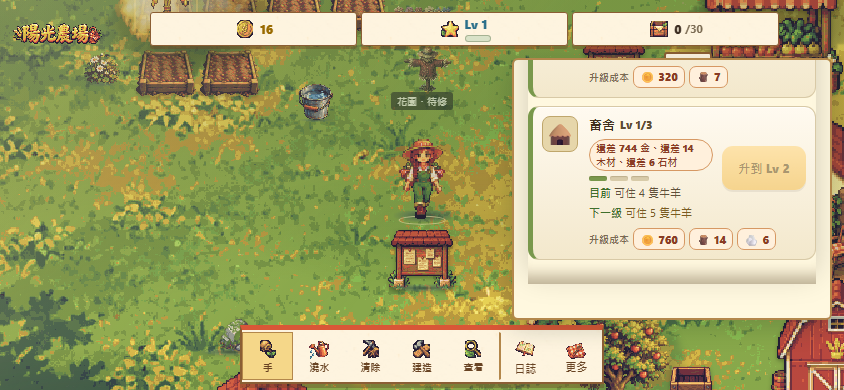 陽光農場
16
Lv 1
0 /30
花圃 · 待修
升級成本 320 7
畜舍 Lv 1/3
還差 744 金、還差 14
木材、還差 6 石材
升到 Lv 2
目前 可住 4 隻牛羊
下一級 可住 5 隻牛羊
升級成本 760 14 6
手 澆水 清除 建造 查看 日誌 更多